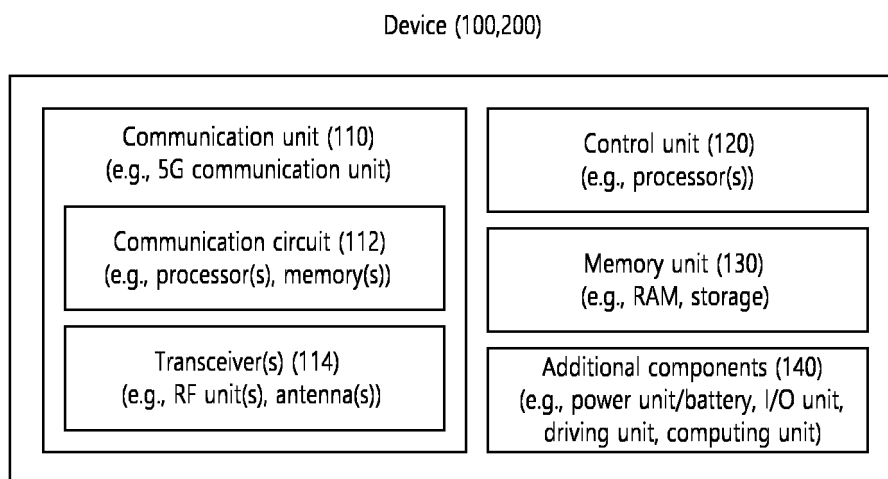 Device (100,200)
Communication unit (110)
(e.g., 5G communication unit)
Communication circuit (112)
(e.g., processor(s), memory(s))
Transceiver(s) (114)
(e.g., RF unit(s), antenna(s))
Control unit (120)
(e.g., processor(s))
Memory unit (130)
(e.g., RAM, storage)
Additional components (140)
(e.g., power unit/battery, I/O unit,
driving unit, computing unit)